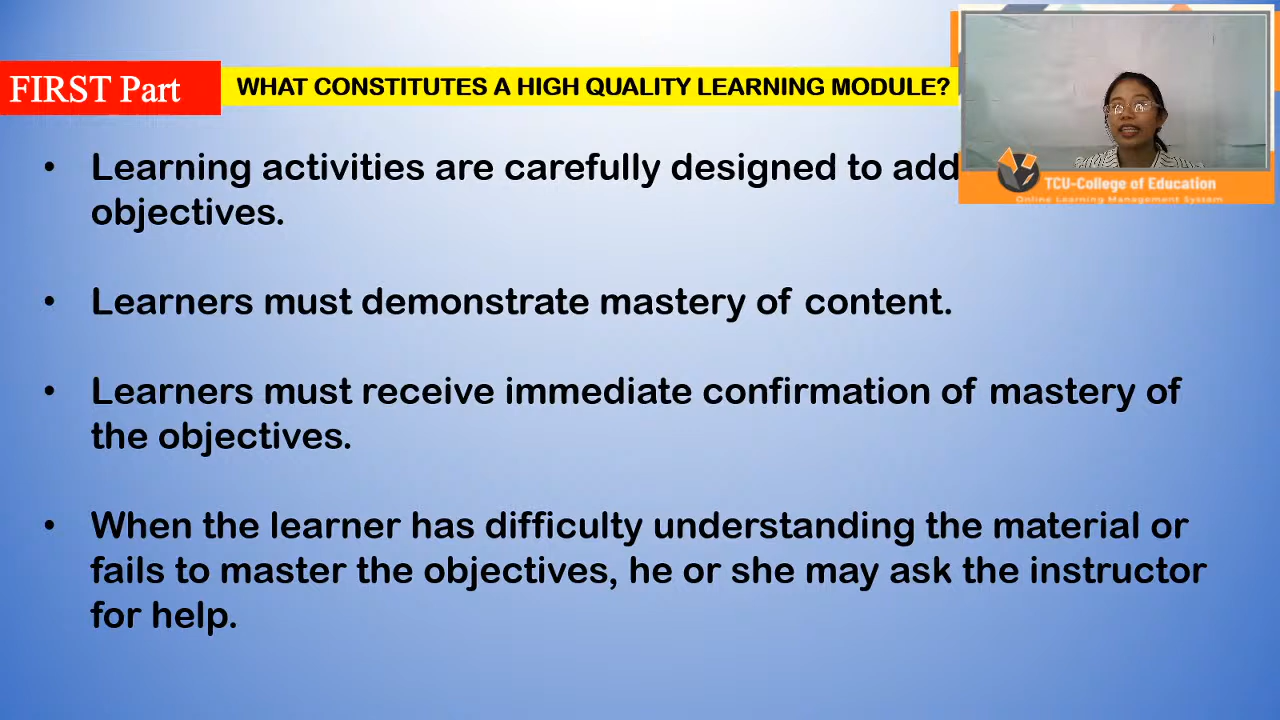 FIRST Part
WHAT CONSTITUTES A HIGH QUALITY LEARNING MODULE?
• Learning activities are carefully designed to add
objectives.
• Learners must demonstrate mastery of content.
• Learners must receive immediate confirmation of mastery of
the objectives.
• When the learner has difficulty understanding the material or
fails to master the objectives, he or she may ask the instructor
for help.
TCU-College of Education
Online Learning Management System